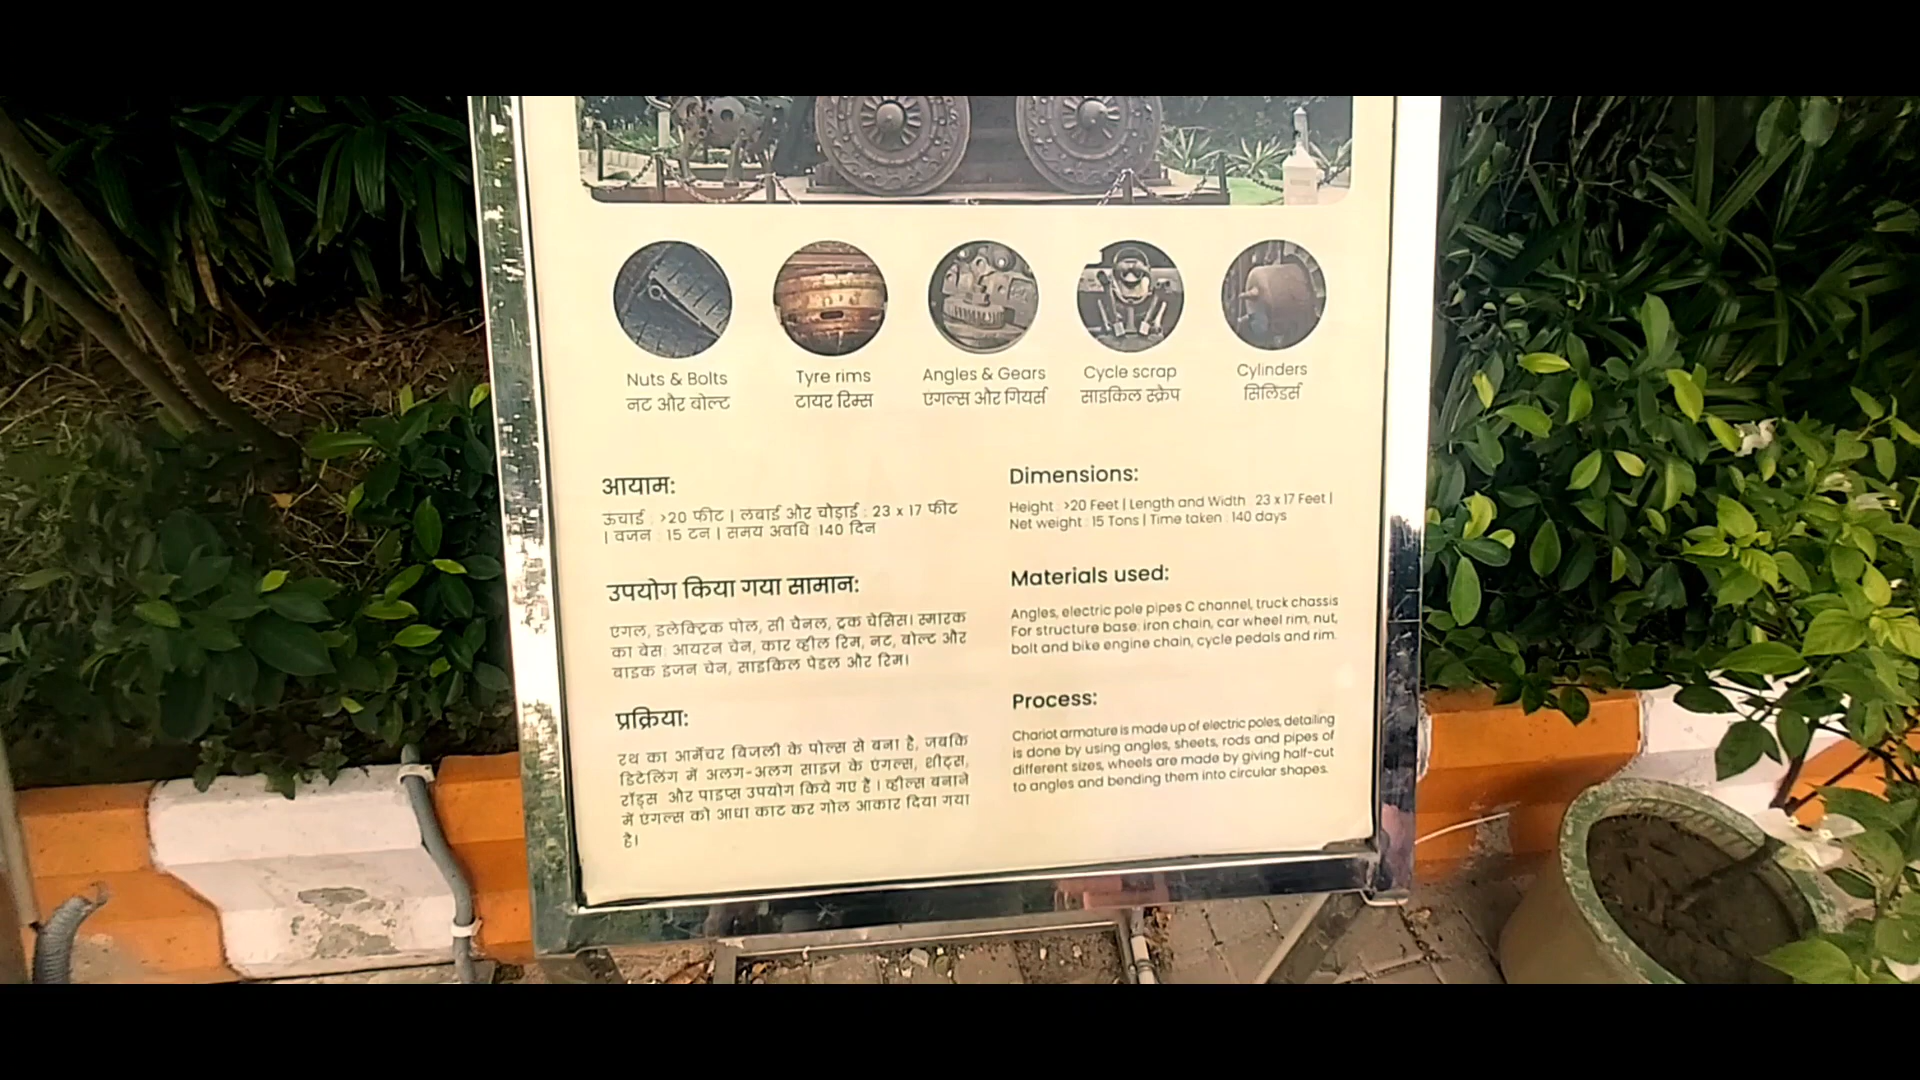 Nuts & Bolts
नट और बोल्ट
Tyre rims
टायर रिम्स
Angles & Gears
एंगल्स और गियर्स
Cycle scrap
साइकिल स्क्रैप
Cylinders
सिलिंडर्स
आयाम:
ऊंचाई : >20 फीट | लंबाई और चौड़ाई : 23 x 17 फीट
| वजन : 15 टन | समय अवधि :140 दिन
उपयोग किया गया सामान:
एंगल, इलेक्ट्रिक पोल, सी चैनल, ट्रक चेसिस। स्मारक
का बेस: आयरन चेन, कार व्हील रिम, नट, बोल्ट और
बाइक इंजन चेन, साइकिल पेडल और रिम।
प्रक्रिया:
रथ का आर्मेचर बिजली के पोल्स से बना है, जबकि
डिटेलिंग में अलग-अलग साइज़ के एंगल्स, शीट्स,
रॉड्स और पाइप्स उपयोग किये गए हैं । व्हील्स बनाने
में एंगल्स को आधा काट कर गोल आकार दिया गया
है।
Dimensions:
Height : >20 Feet | Length and Width : 23 x 17 Feet |
Net weight : 15 Tons | Time taken : 140 days
Materials used:
Angles, electric pole pipes C channel, truck chassis
For structure base: iron chain, car wheel rim, nut,
bolt and bike engine chain, cycle pedals and rim.
Process:
Chariot armature is made up of electric poles, detailing
is done by using angles, sheets, rods and pipes of
different sizes, wheels are made by giving half-cut
to angles and bending them into circular shapes.